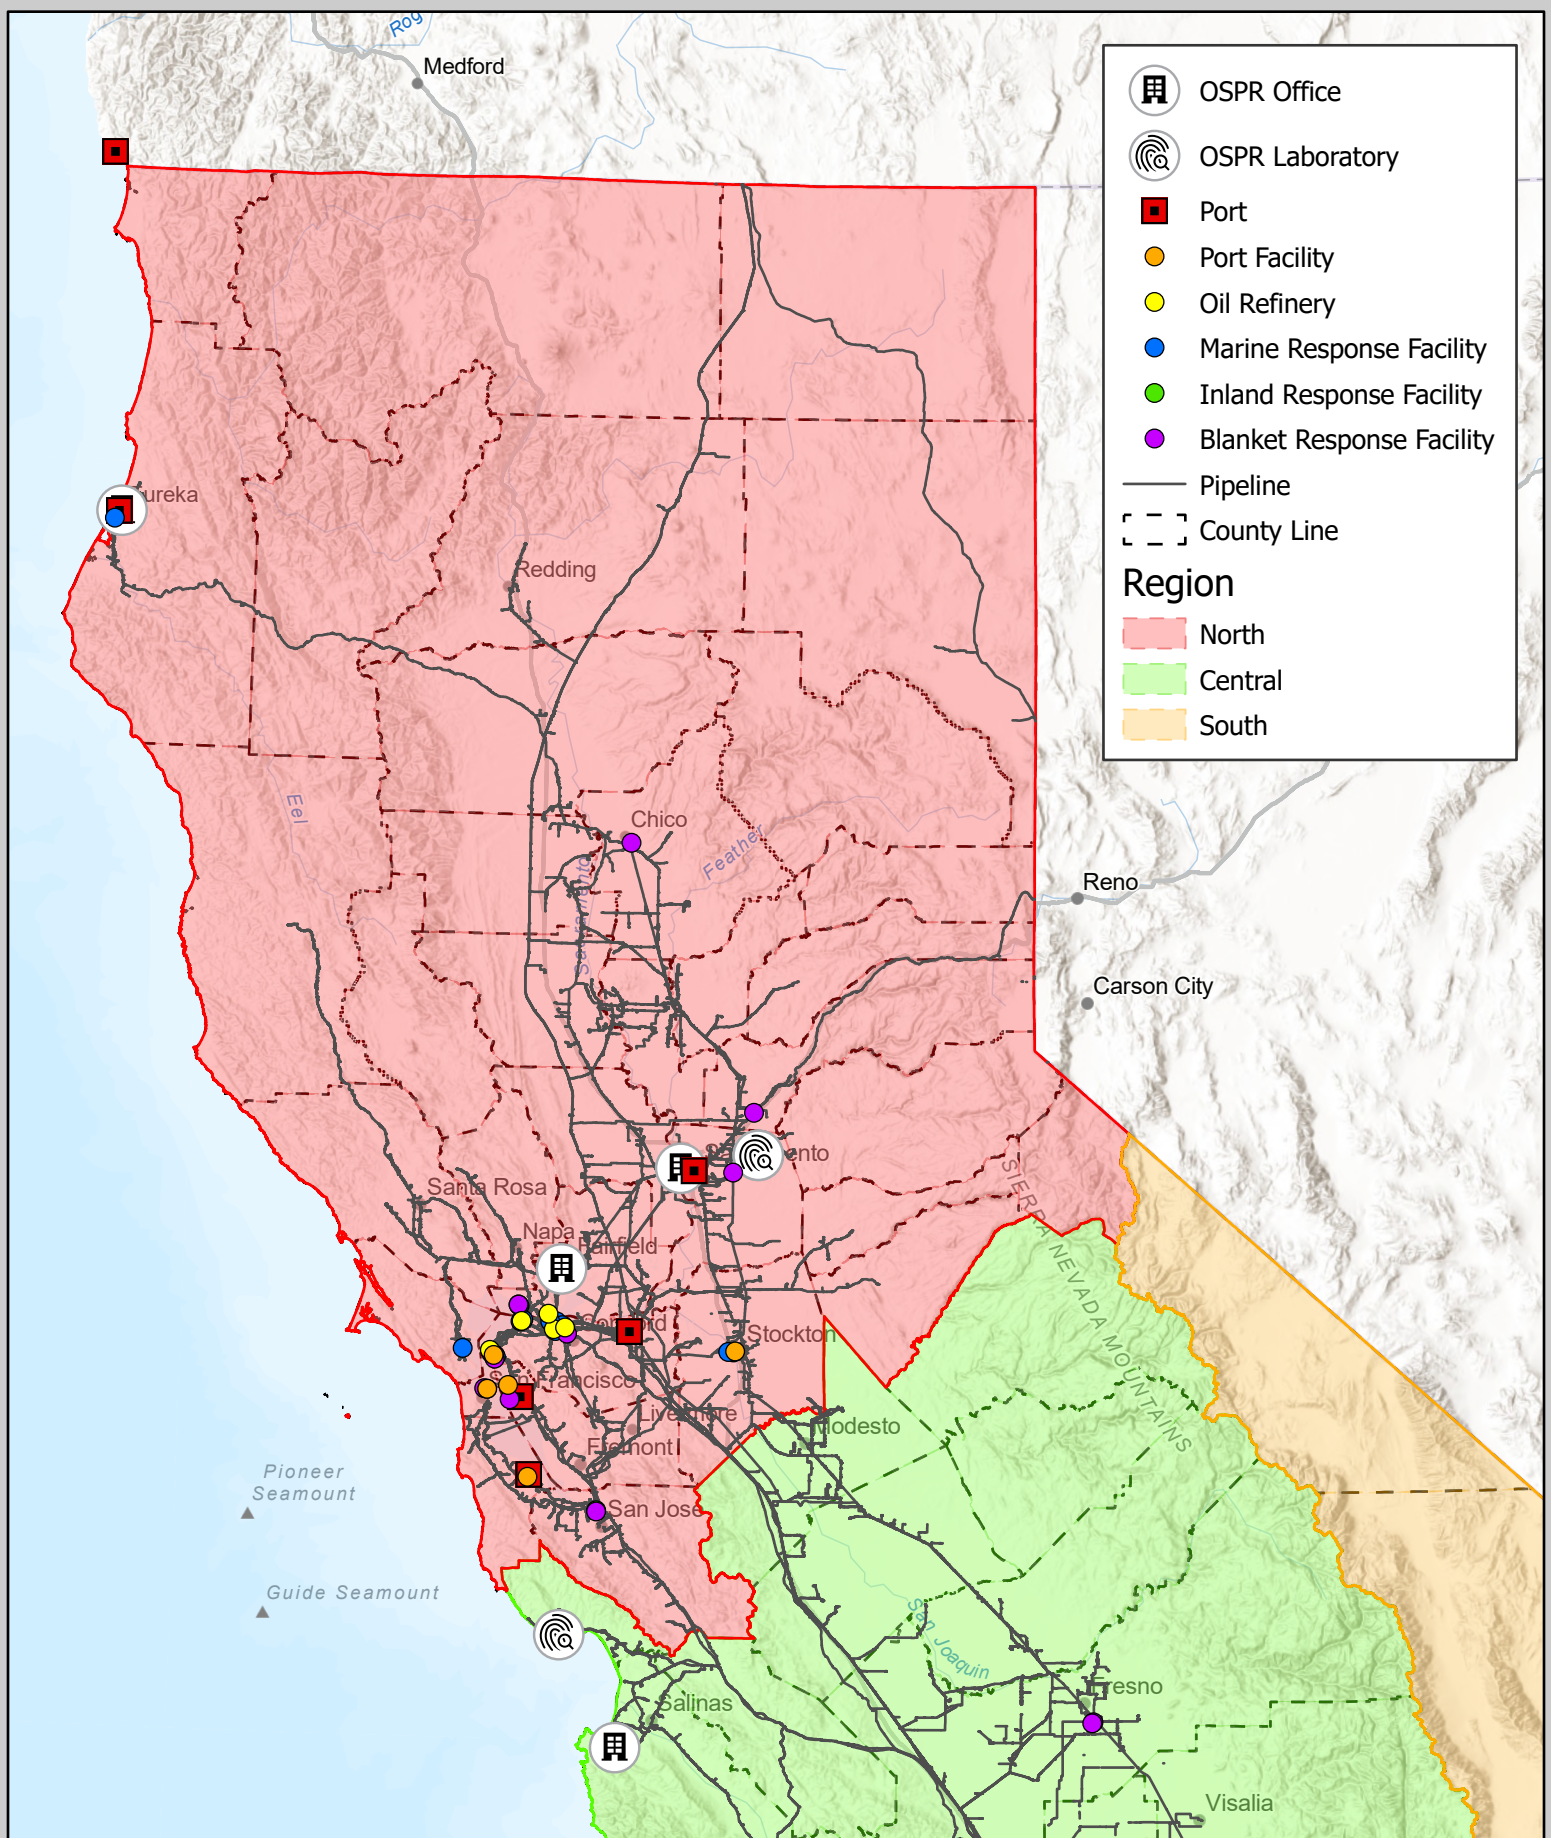 Rog
Medford
OSPR Office
OSPR Laboratory
Port
Port Facility
Oil Refinery
Marine Response Facility
Inland Response Facility
Blanket Response Facility
Pipeline
County Line
Region
North
Central
South
ureka
Redding
Eel
Chico
Feather
Sacramento
Reno
Carson City
ento
Santa Rosa
Napa
Fairfield
SIERRA NEVADA MOUNTAINS
Stockton
San Francisco
Livermore
Modesto
Fremont
Pioneer
Seamount
San Jose
Guide Seamount
San Joaquin
Salinas
Fresno
Visalia